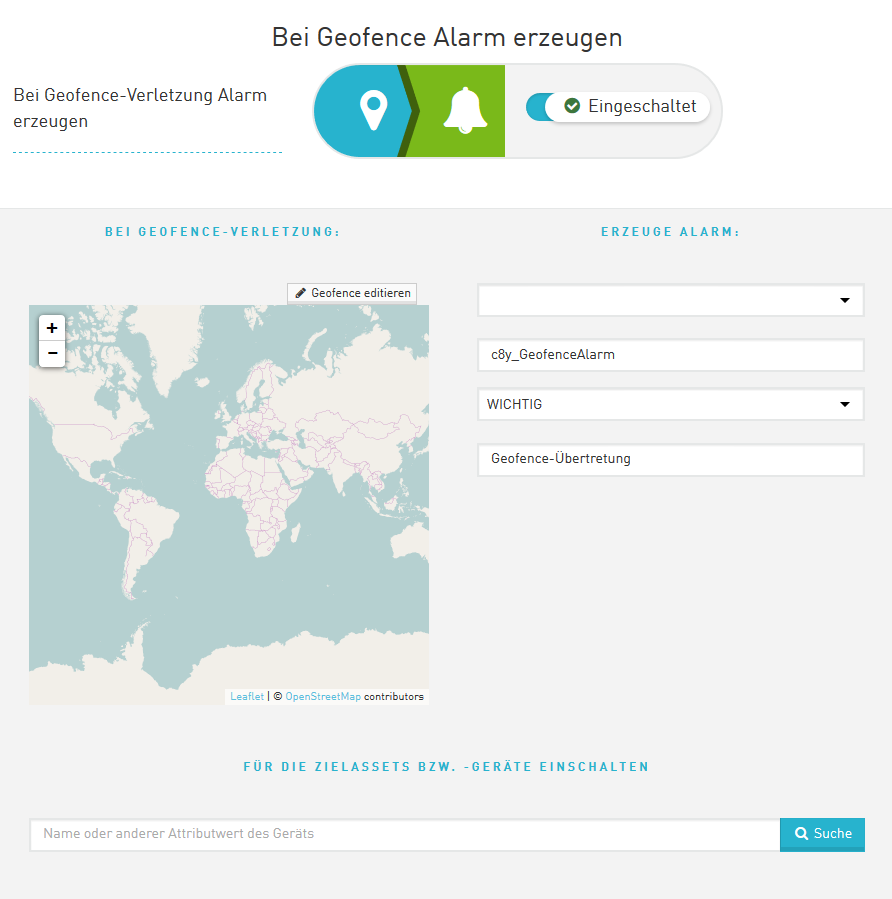 Bei Geofence Alarm erzeugen
Bei Geofence-Verletzung Alarm
erzeugen
Eingeschaltet
BEI GEOFENCE-VERLETZUNG:
ERZEUGE ALARM:
Geofence editieren
+
−
c8y_GeofenceAlarm
WICHTIG
Geofence-Übertretung
Leaflet | © OpenStreetMap contributors
FÜR DIE ZIELASSETS BZW. -GERÄTE EINSCHALTEN
Name oder anderer Attributwert des Geräts
Suche